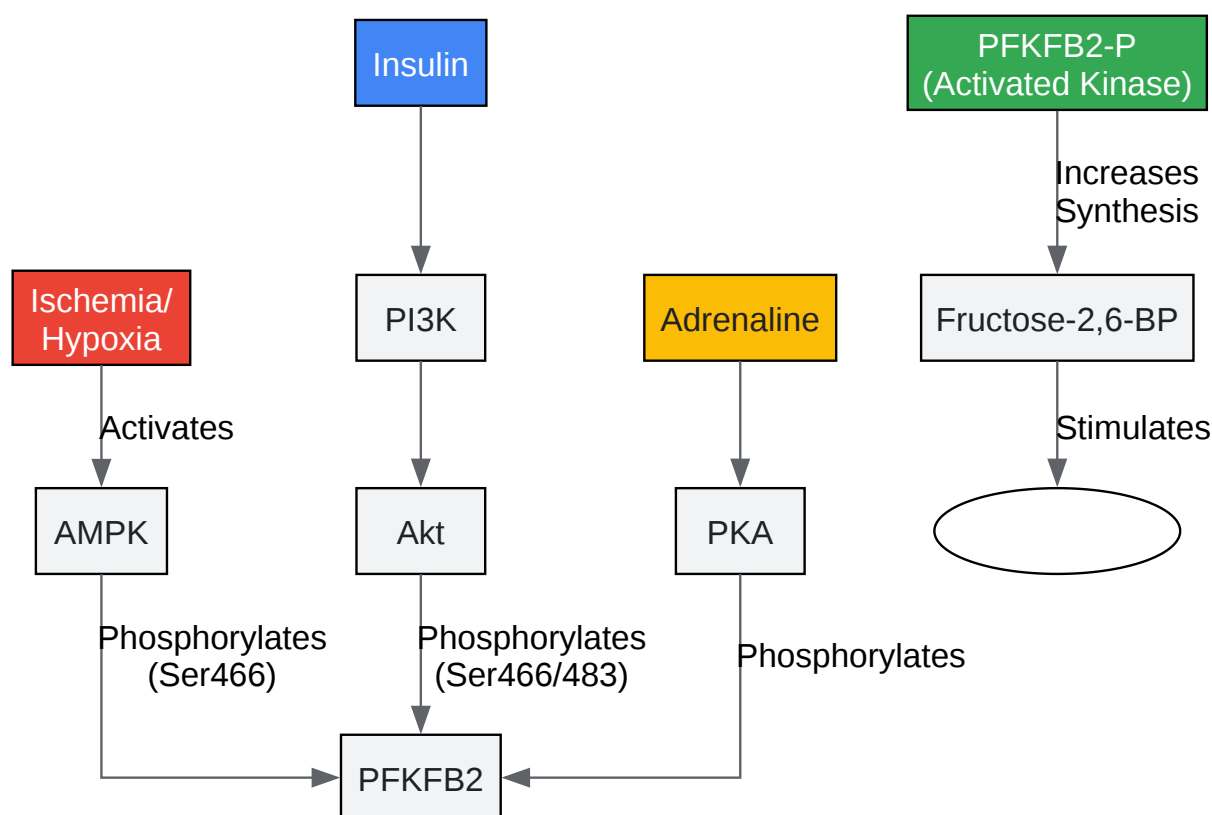 Insulin
PFKFB2-P
(Activated Kinase)
Increases
Synthesis
Ischemia/
Hypoxia
PI3K
Adrenaline
Fructose-2,6-BP
Activates
Stimulates
AMPK
Akt
PKA
Phosphorylates
(Ser466)
Phosphorylates
(Ser466/483)
Phosphorylates
PFKFB2